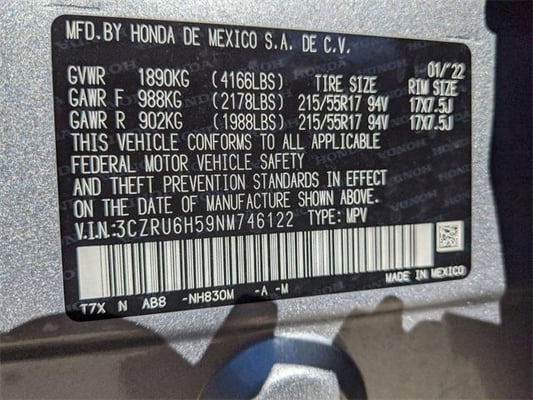 MFD.BY HONDA DE MEXICO S.A. DE C.V.
01/'22
GVWR 1890KG (4166LBS) TIRE SIZE RIM SIZE
GAWR F 988KG (2178LBS) 215/55R17 94V 17X7.5J
GAWR R 902KG (1988LBS) 215/55R17 94V 17X7.5J
THIS VEHICLE CONFORMS TO ALL APPLICABLE
FEDERAL MOTOR VEHICLE SAFETY
AND THEFT PREVENTION STANDARDS IN EFFECT
ON THE DATE OF MANUFACTURE SHOWN ABOVE.
V.I.N:3CZRU6H59NM746122 TYPE: MPV
MADE IN MEXICO
T7X N AB8 -NH830M -A -M